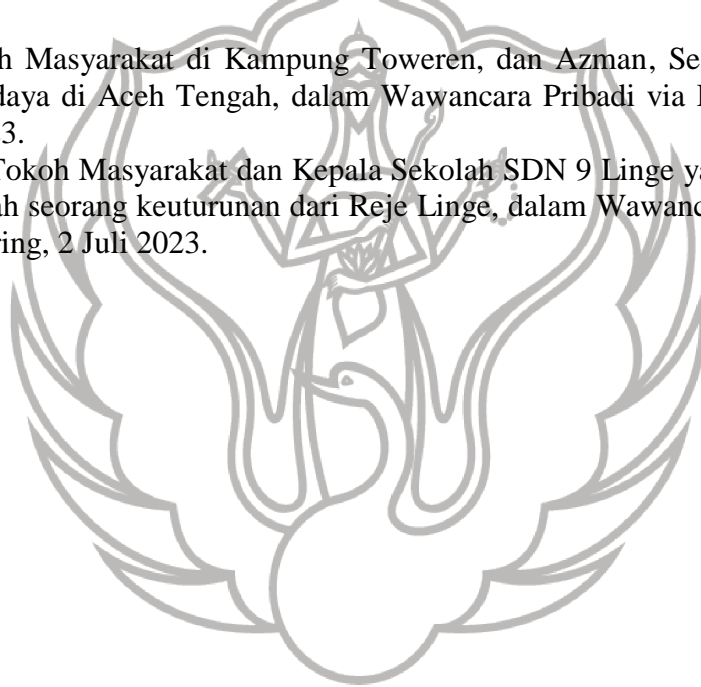 h Masyarakat di Kampung Toweren, dan Azman, Se
daya di Aceh Tengah, dalam Wawancara Pribadi via
3.
Tokoh Masyarakat dan Kepala Sekolah SDN 9 Linge ya
ah seorang keuturunan dari Reje Linge, dalam Wawanc
ring, 2 Juli 2023.